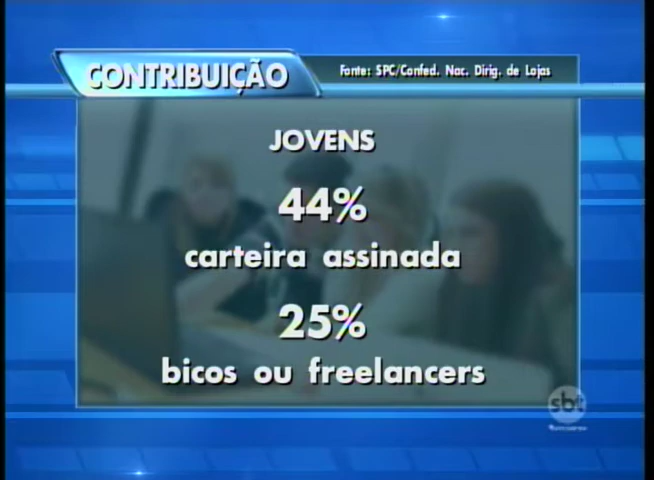 CONTRIBUIÇÃO
Fonte: SPC/Confed. Nac. Dirig. de Lojas
JOVENS
44%
carteira assinada
25%
bicos ou freelancers
sbt